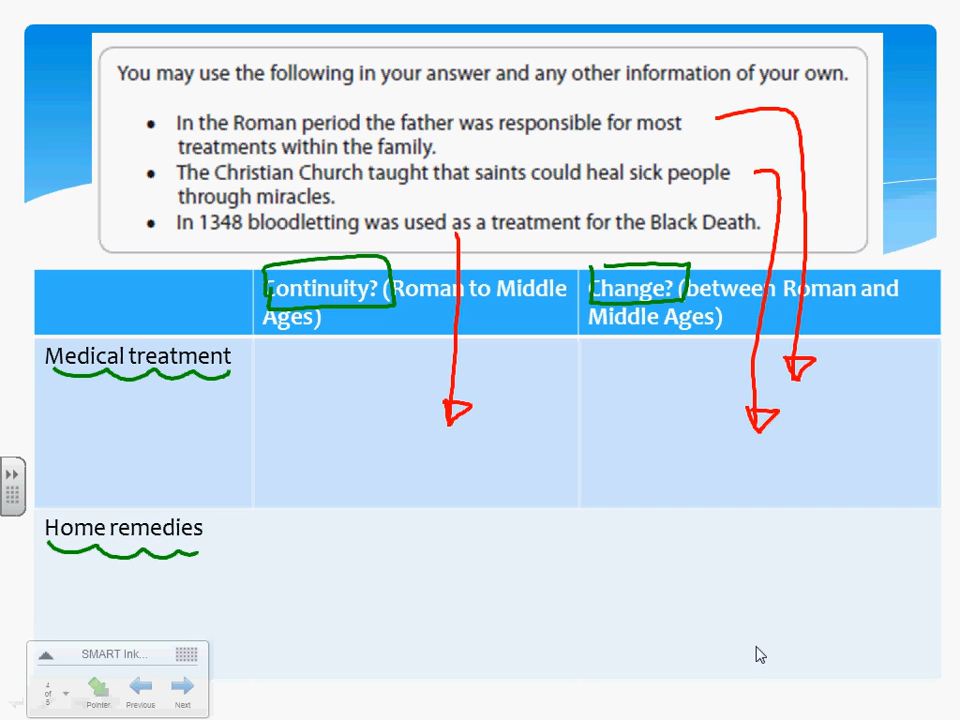 You may use the following in your answer and any other information of your own.
• In the Roman period the father was responsible for most
treatments within the family.
• The Christian Church taught that saints could heal sick people
through miracles.
• In 1348 bloodletting was used as a treatment for the Black Death.
Continuity? (Roman to Middle
Ages)
Change? (between Roman and
Middle Ages)
Medical treatment
Home remedies
SMART Ink...
4
of
5
Pointer
Previous
Next